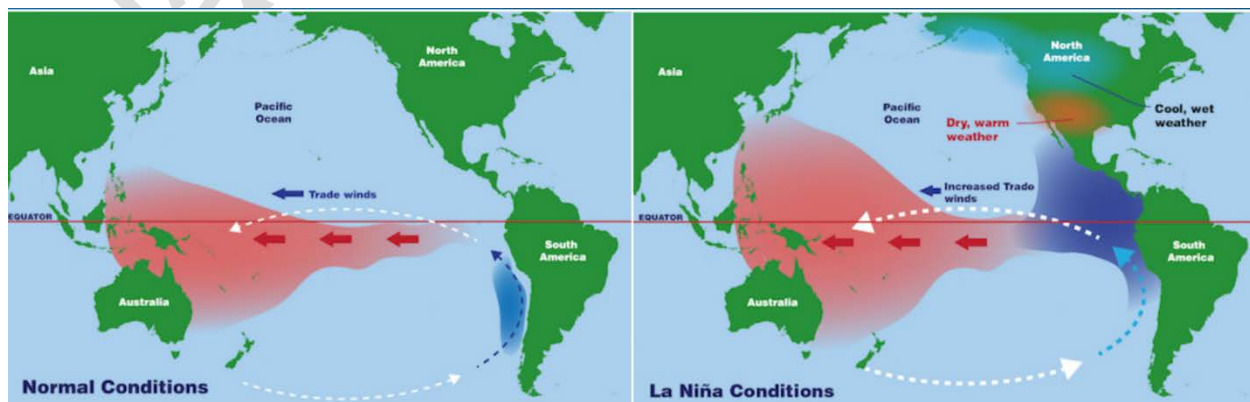 Asia
North
America
Pacific
Ocean
Trade winds
EQUATOR
South
America
Australia
Normal Conditions
North
America
Asia
Cool, wet
weather
Pacific
Ocean
Dry, warm
weather
Increased Trade
winds
EQUATOR
South
America
Australia
La Niña Conditions